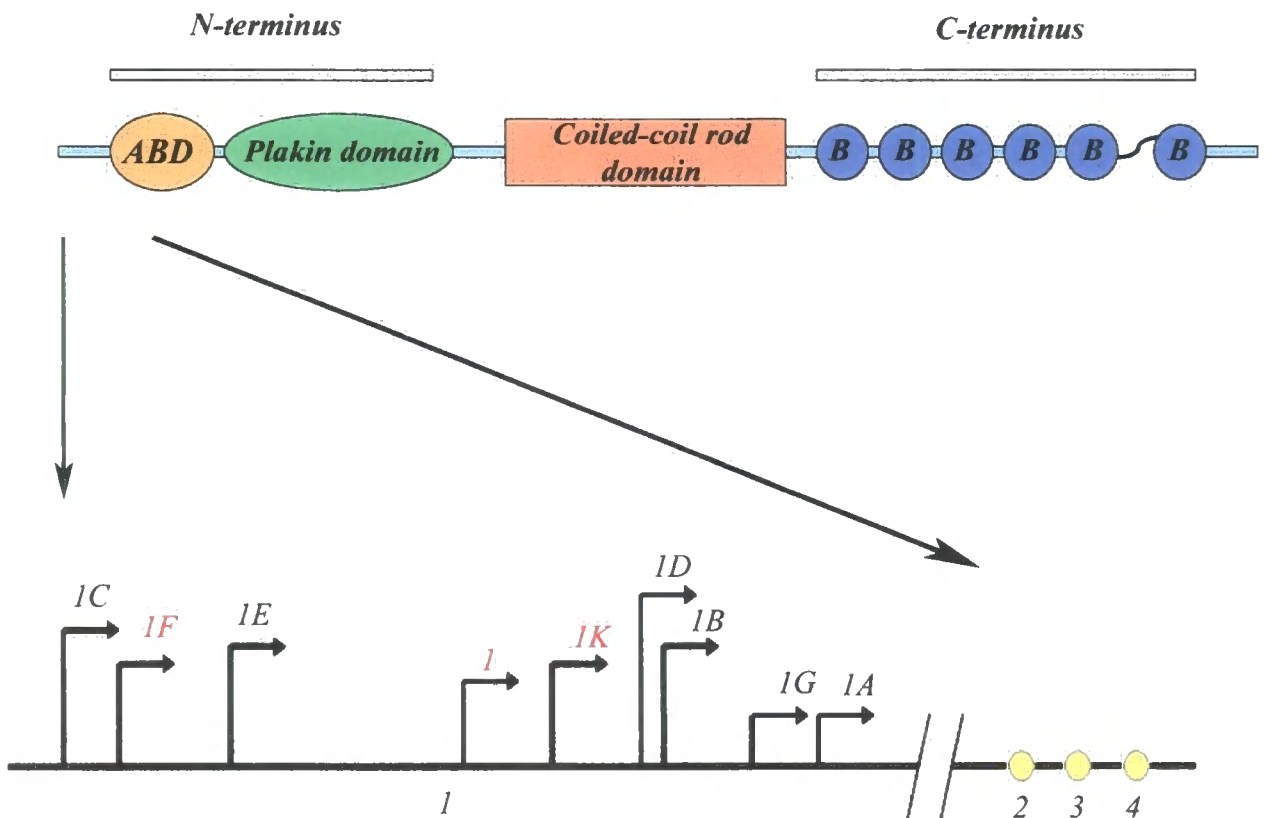 N-terminus
C-terminus
ABD
Plakin domain
Coiled-coil rod
domain
B
B
B
B
B
B
1C
1F
1E
1
1K
1D
1B
1G
1A
1
2
3
4